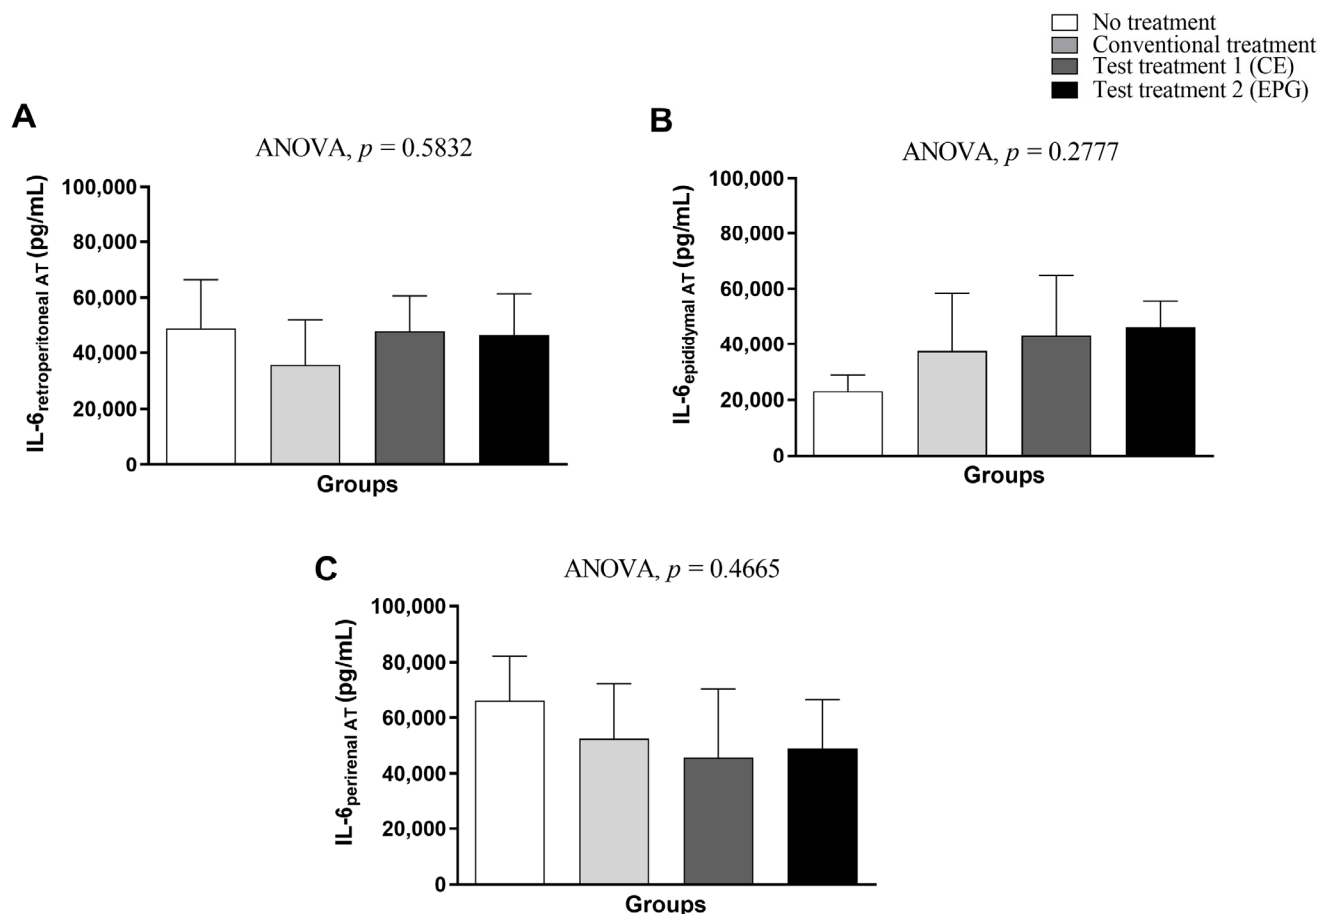 No treatment
Conventional treatment
Test treatment 1 (CE)
Test treatment 2 (EPG)
A
ANOVA, p = 0.5832
IL-6retroperitoneal AT (pg/mL)
100,000
80,000
60,000
40,000
20,000
0
Groups
B
ANOVA, p = 0.2777
IL-6epididymal AT (pg/mL)
100,000
80,000
60,000
40,000
20,000
0
Groups
C
ANOVA, p = 0.4665
IL-6perirenal AT (pg/mL)
100,000
80,000
60,000
40,000
20,000
0
Groups